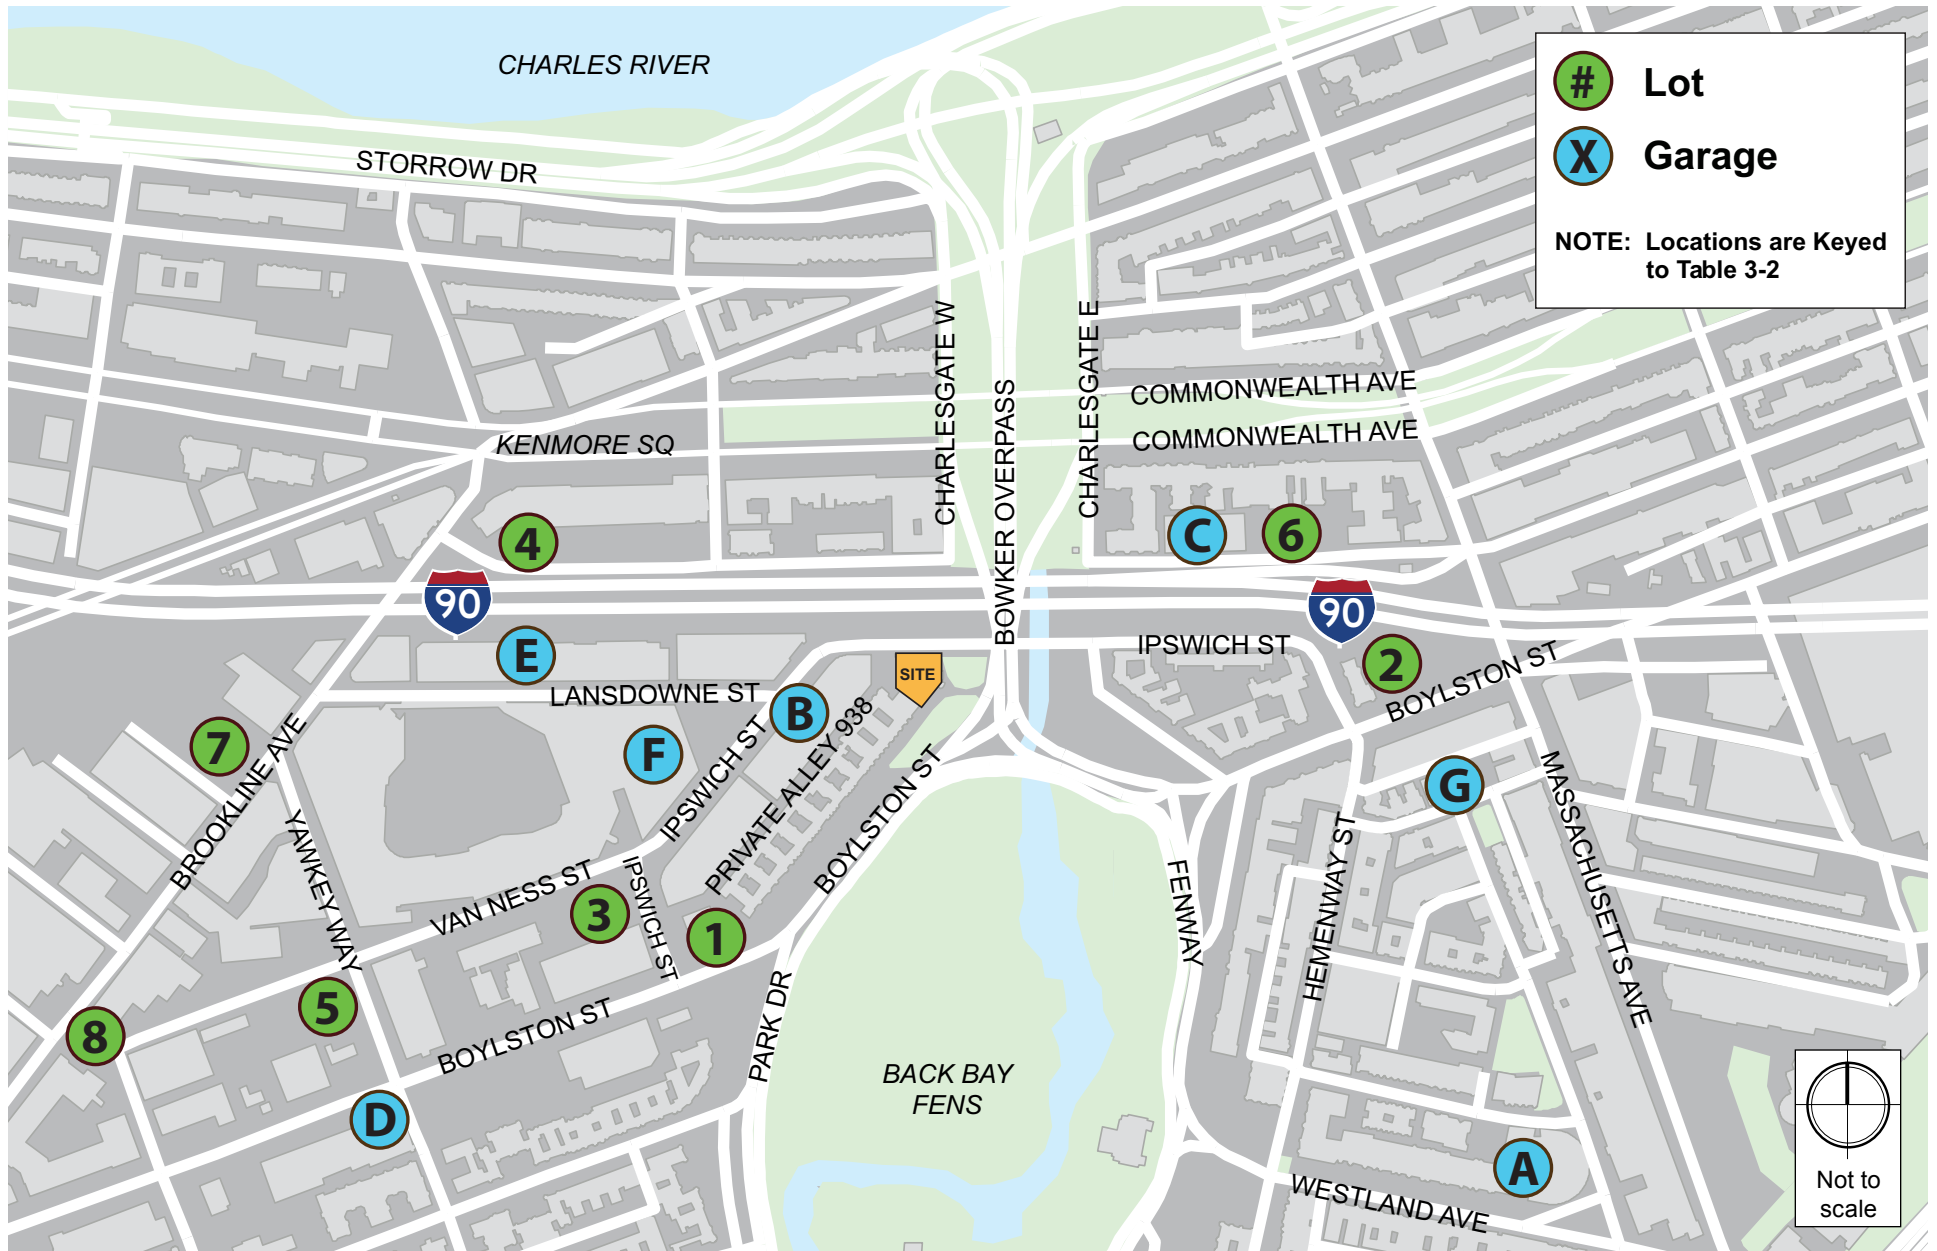 CHARLES RIVER
STORROW DR
# Lot
X Garage
NOTE: Locations are Keyed
to Table 3-2
CHARLESGATE W
BOWKER OVERPASS
CHARLESGATE E
COMMONWEALTH AVE
COMMONWEALTH AVE
KENMORE SQ
4
C
6
90
90
E
IPSWICH ST
2
SITE
LANSDOWNE ST
B
BOYLSTON ST
7
F
G
BROOKLINE AVE
IPSWICH ST
PRIVATE ALLEY 938
BOYLSTON ST
MASSACHUSETTS AVE
YAWKEY WAY
VAN NESS ST
IPSWICH ST
3
1
FENWAY
HEMENWAY ST
5
8
BOYLSTON ST
PARK DR
BACK BAY
FENS
D
A
WESTLAND AVE
Not to
scale